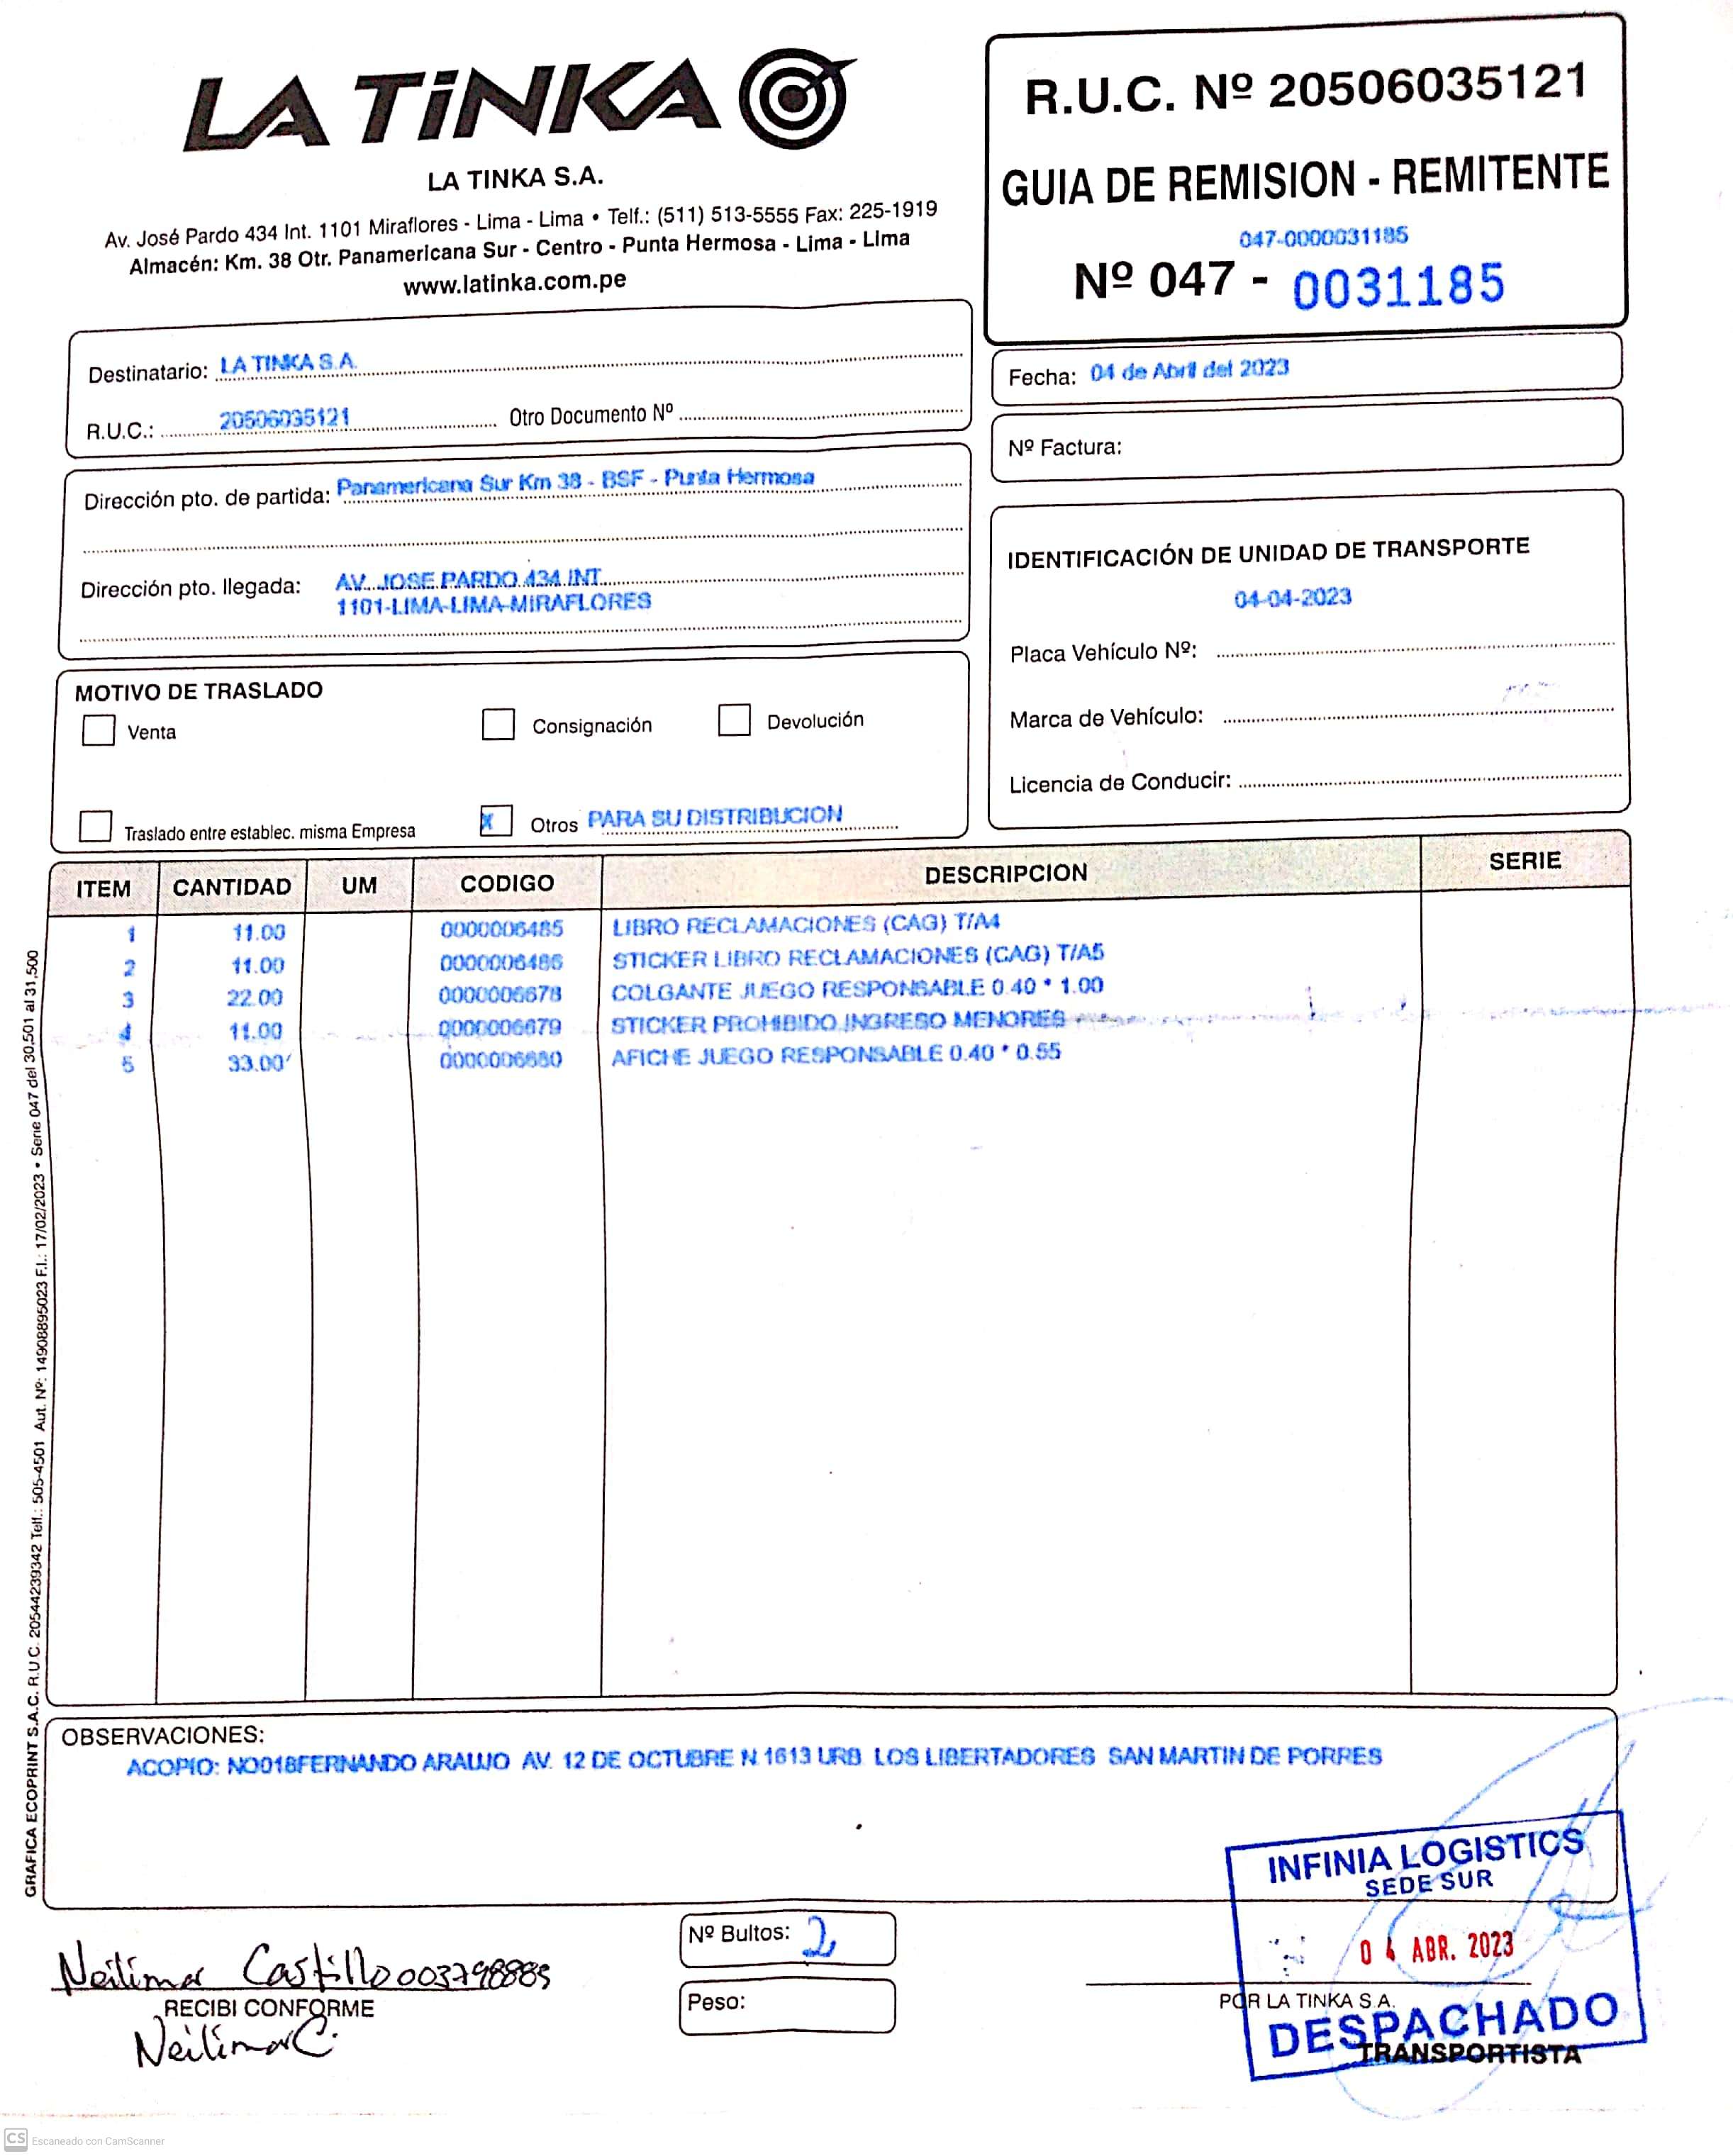 LA TiNKA
LA TINKA S.A.
Av. José Pardo 434 Int. 1101 Miraflores - Lima - Lima • Telf.: (511) 513-5555 Fax: 225-1919
Almacén: Km. 38 Otr. Panamericana Sur - Centro - Punta Hermosa - Lima - Lima
www.latinka.com.pe
R.U.C. Nº 20506035121
GUIA DE REMISION - REMITENTE
047-0000031185
Nº 047 - 0031185
Destinatario: LA TINKA S.A.
R.U.C.: 20506035121 Otro Documento Nº
Fecha: 04 de Abril del 2023
Nº Factura:
Dirección pto. de partida: Panamericana Sur Km 38 - BSF - Punta Hermosa
Dirección pto. llegada: AV. JOSE PARDO 434 INT.
1101-LIMA-LIMA-MIRAFLORES
IDENTIFICACIÓN DE UNIDAD DE TRANSPORTE
04-04-2023
Placa Vehículo Nº:
Marca de Vehículo:
Licencia de Conducir:
MOTIVO DE TRASLADO
Venta Consignación Devolución
Traslado entre establec. misma Empresa X Otros PARA SU DISTRIBUCION
ITEM CANTIDAD UM CODIGO DESCRIPCION SERIE
1 11.00 0000006485 LIBRO RECLAMACIONES (CAG) T/A4
2 11.00 0000006486 STICKER LIBRO RECLAMACIONES (CAG) T/A5
3 22.00 0000006678 COLGANTE JUEGO RESPONSABLE 0.40 * 1.00
4 11.00 0000006679 STICKER PROHIBIDO INGRESO MENORES
5 33.00 0000006680 AFICHE JUEGO RESPONSABLE 0.40 * 0.55
GRAFICA ECOPRINT S.A.C. R.U.C. 20544239342 Telf.: 505-4501 Aut. Nº: 14908895023 F.I.: 17/02/2023 • Serie 047 del 30,501 al 31,500
OBSERVACIONES:
ACOPIO: NO018FERNANDO ARAUJO AV. 12 DE OCTUBRE N 1613 URB LOS LIBERTADORES SAN MARTIN DE PORRES
INFINIA LOGISTICS
SEDE SUR
04 ABR. 2023
DESPACHADO
Neilimar Castillo 003798889
RECIBI CONFORME
Neilimar C.
Nº Bultos: 2
Peso:
POR LA TINKA S.A.
TRANSPORTISTA
CS Escaneado con CamScanner